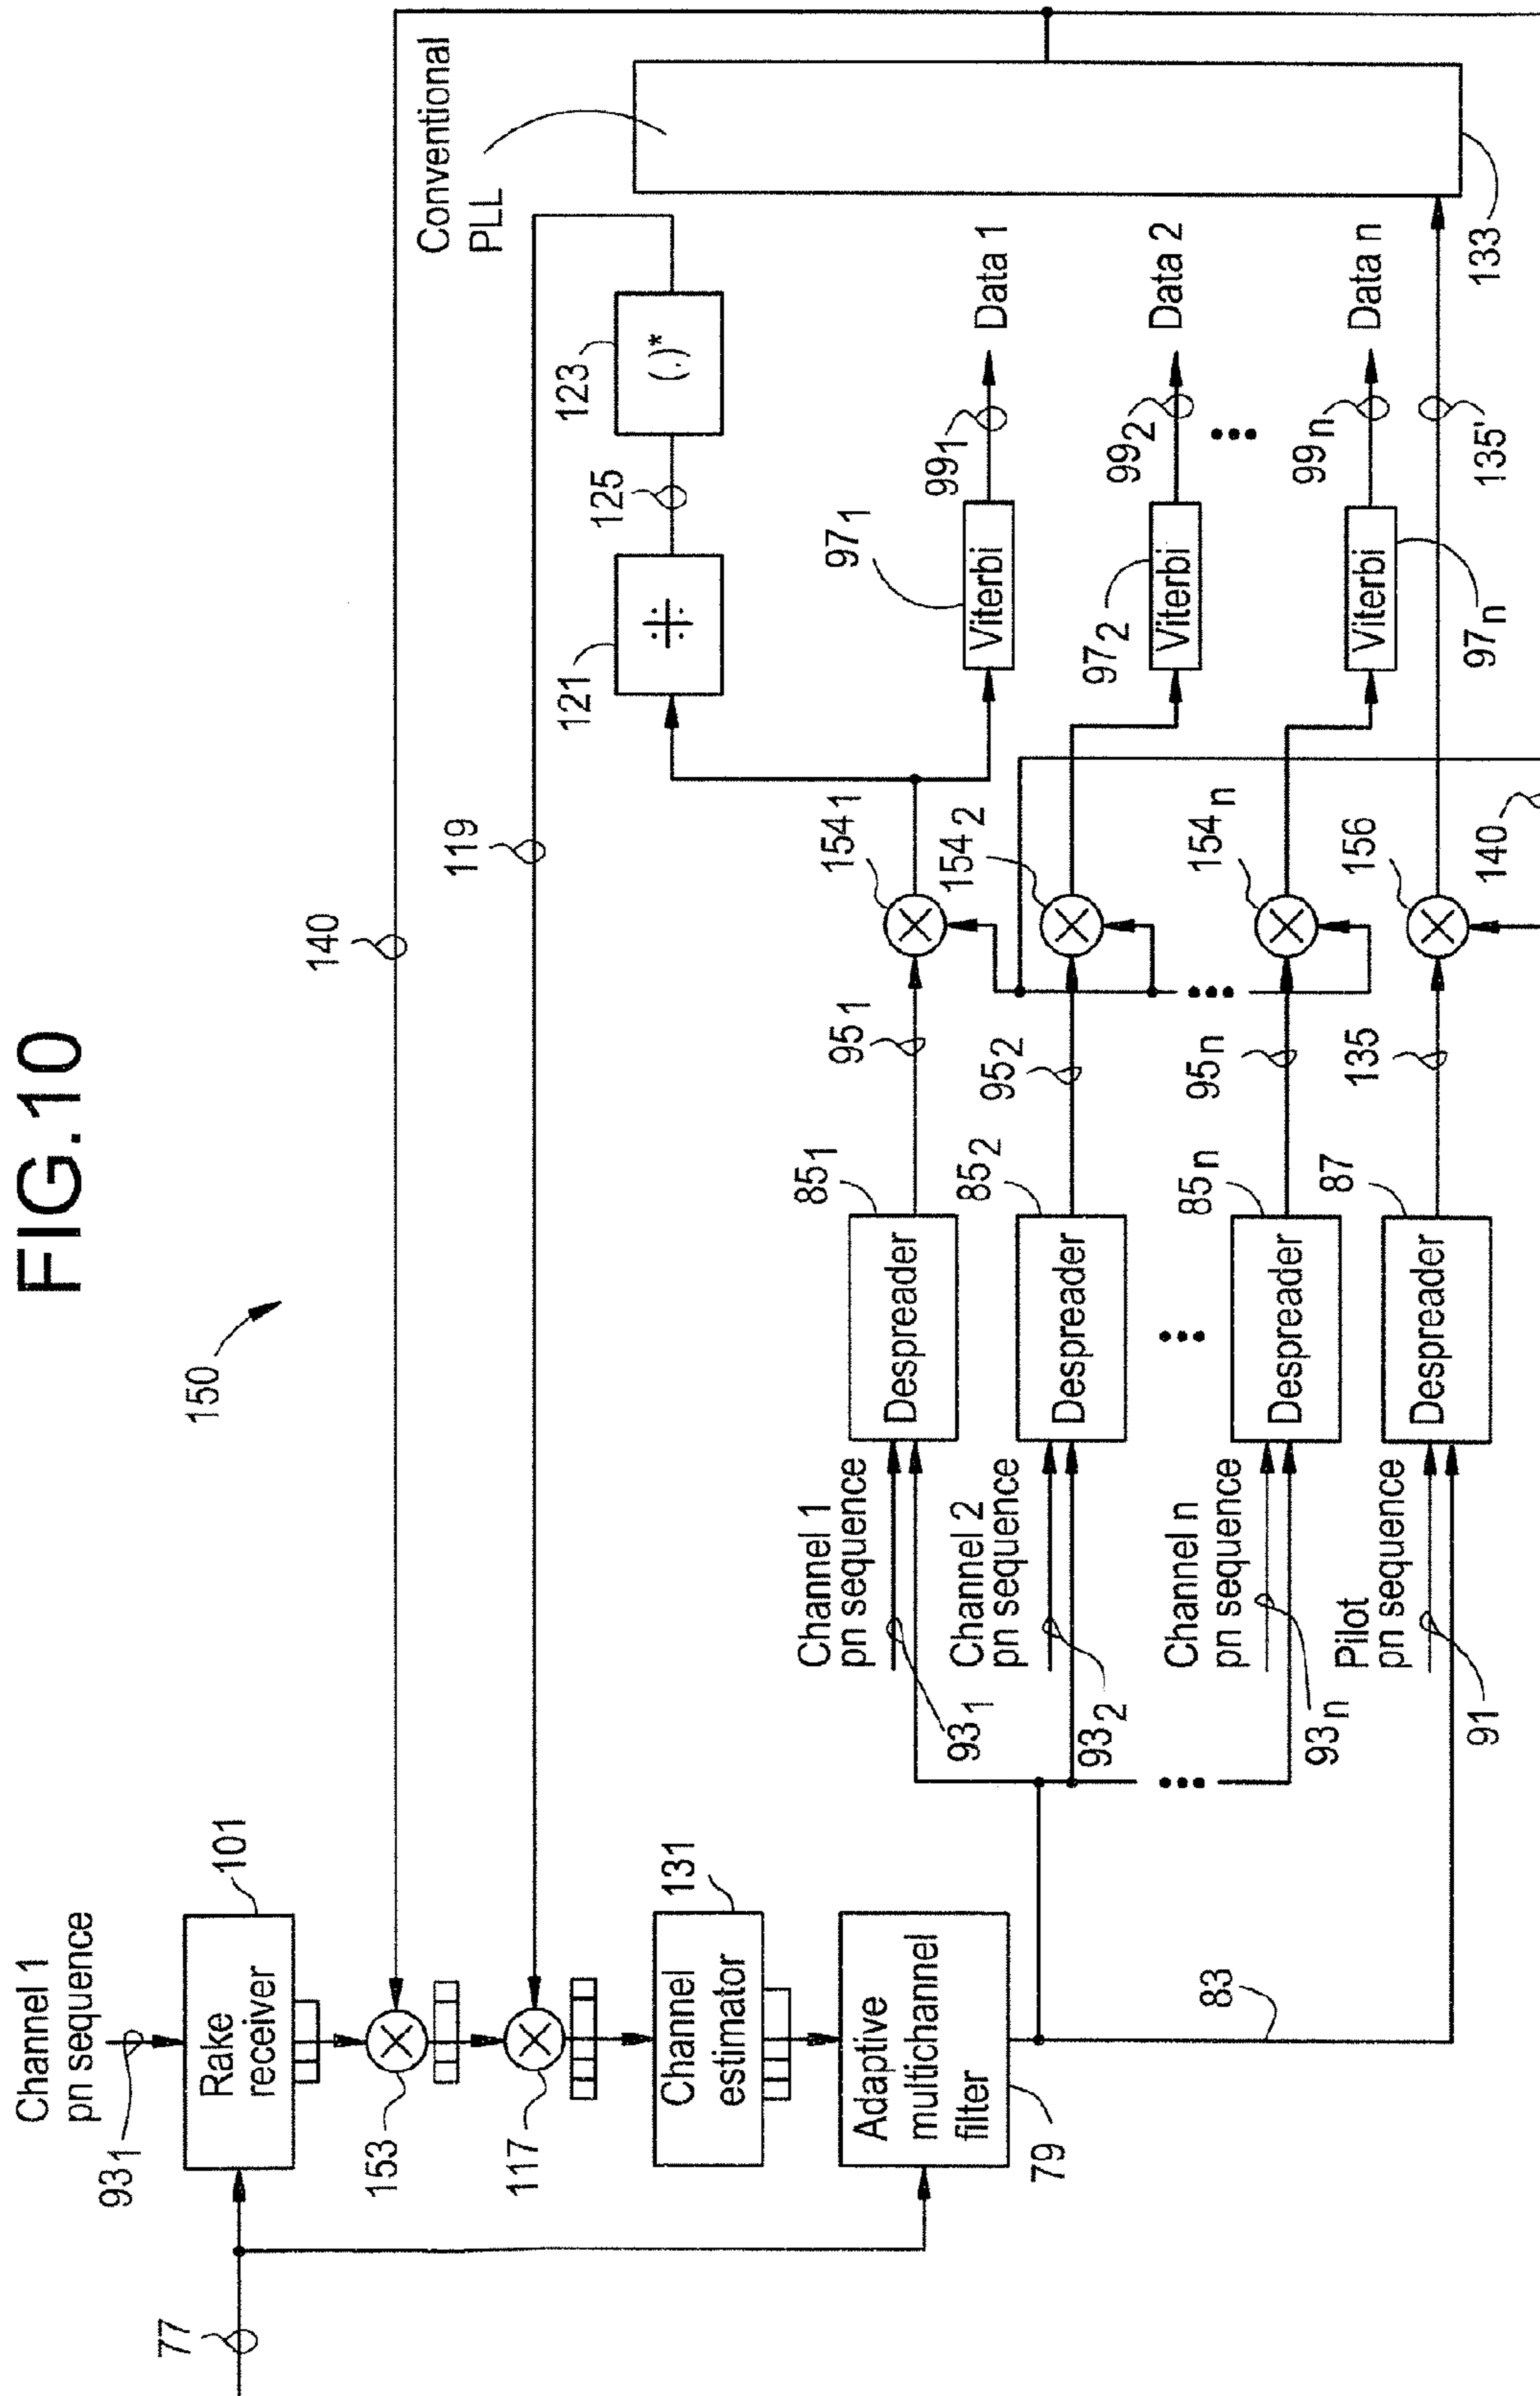 FIG.10
150
Channel 1
pn sequence
93₁
77
Rake
receiver
101
153
117
140
119
Channel
estimator
131
Adaptive
multichannel
filter
79
83
Channel 1
pn sequence
93₁
Channel 2
pn sequence
93₂
Channel n
pn sequence
93ₙ
Pilot
pn sequence
91
Despreader
85₁
Despreader
85₂
Despreader
85ₙ
Despreader
87
95₁
95₂
95ₙ
135
154₁
154₂
154ₙ
156
140
121
125
123
(.)*
Viterbi
97₁
Viterbi
97₂
Viterbi
97ₙ
99₁
Data 1
99₂
Data 2
99ₙ
Data n
135'
133
Conventional
PLL